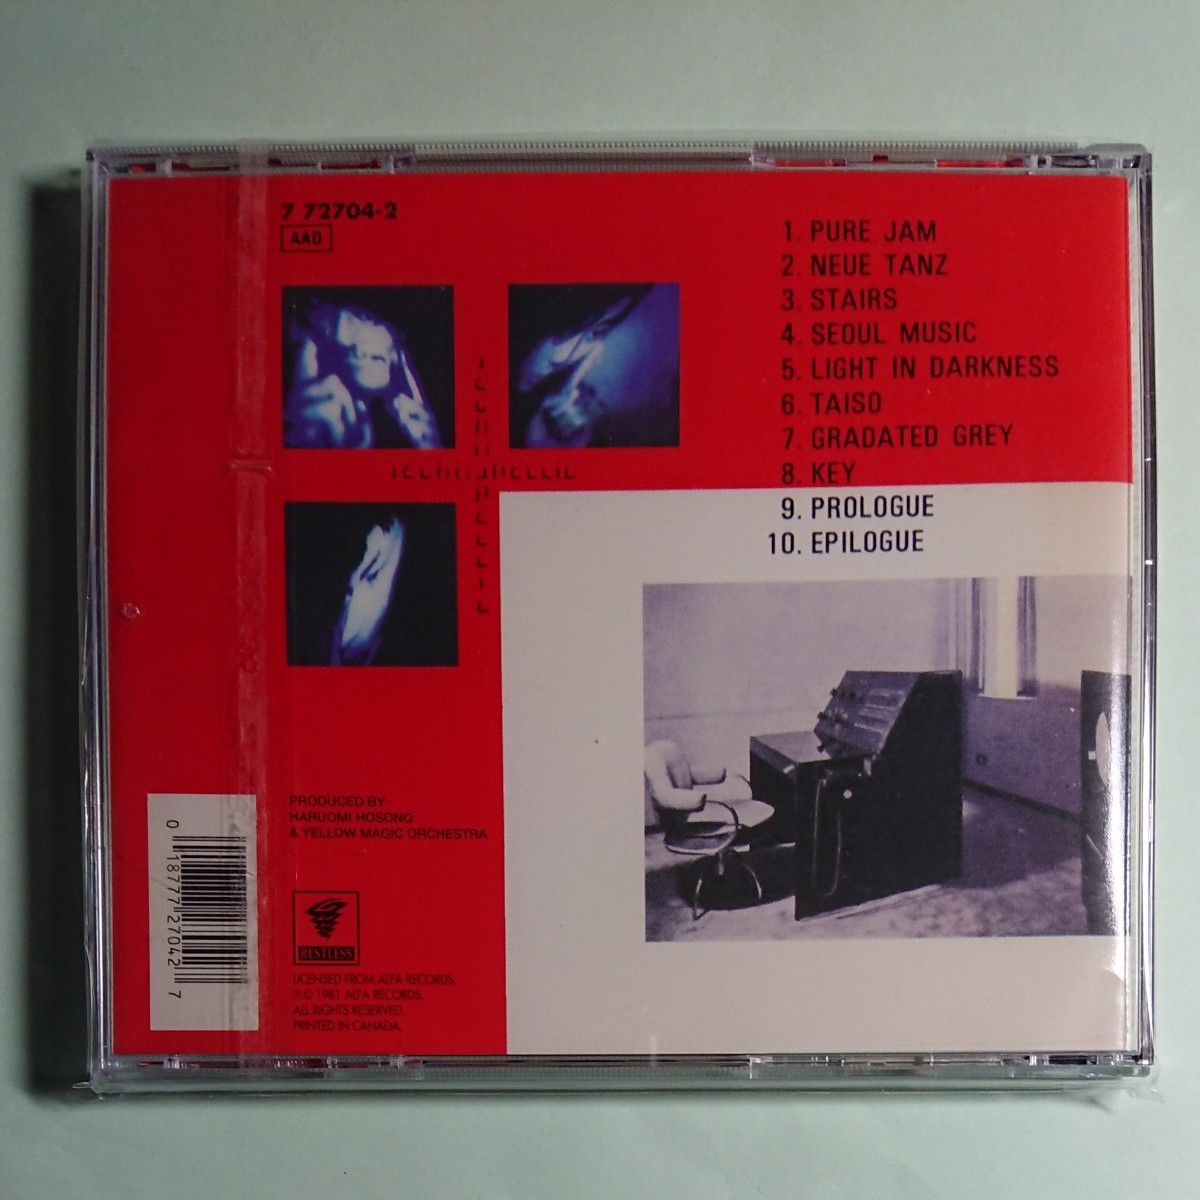 7 72704-2
AAD
1. PURE JAM
2. NEUE TANZ
3. STAIRS
4. SEOUL MUSIC
5. LIGHT IN DARKNESS
6. TAISO
7. GRADATED GREY
8. KEY
9. PROLOGUE
10. EPILOGUE
PRODUCED BY
HARUOMI HOSONO
& YELLOW MAGIC ORCHESTRA
0 18777 27042 7
RESTLESS
LICENSED FROM ALFA RECORDS.
℗ © 1981 ALFA RECORDS.
ALL RIGHTS RESERVED.
PRINTED IN CANADA.